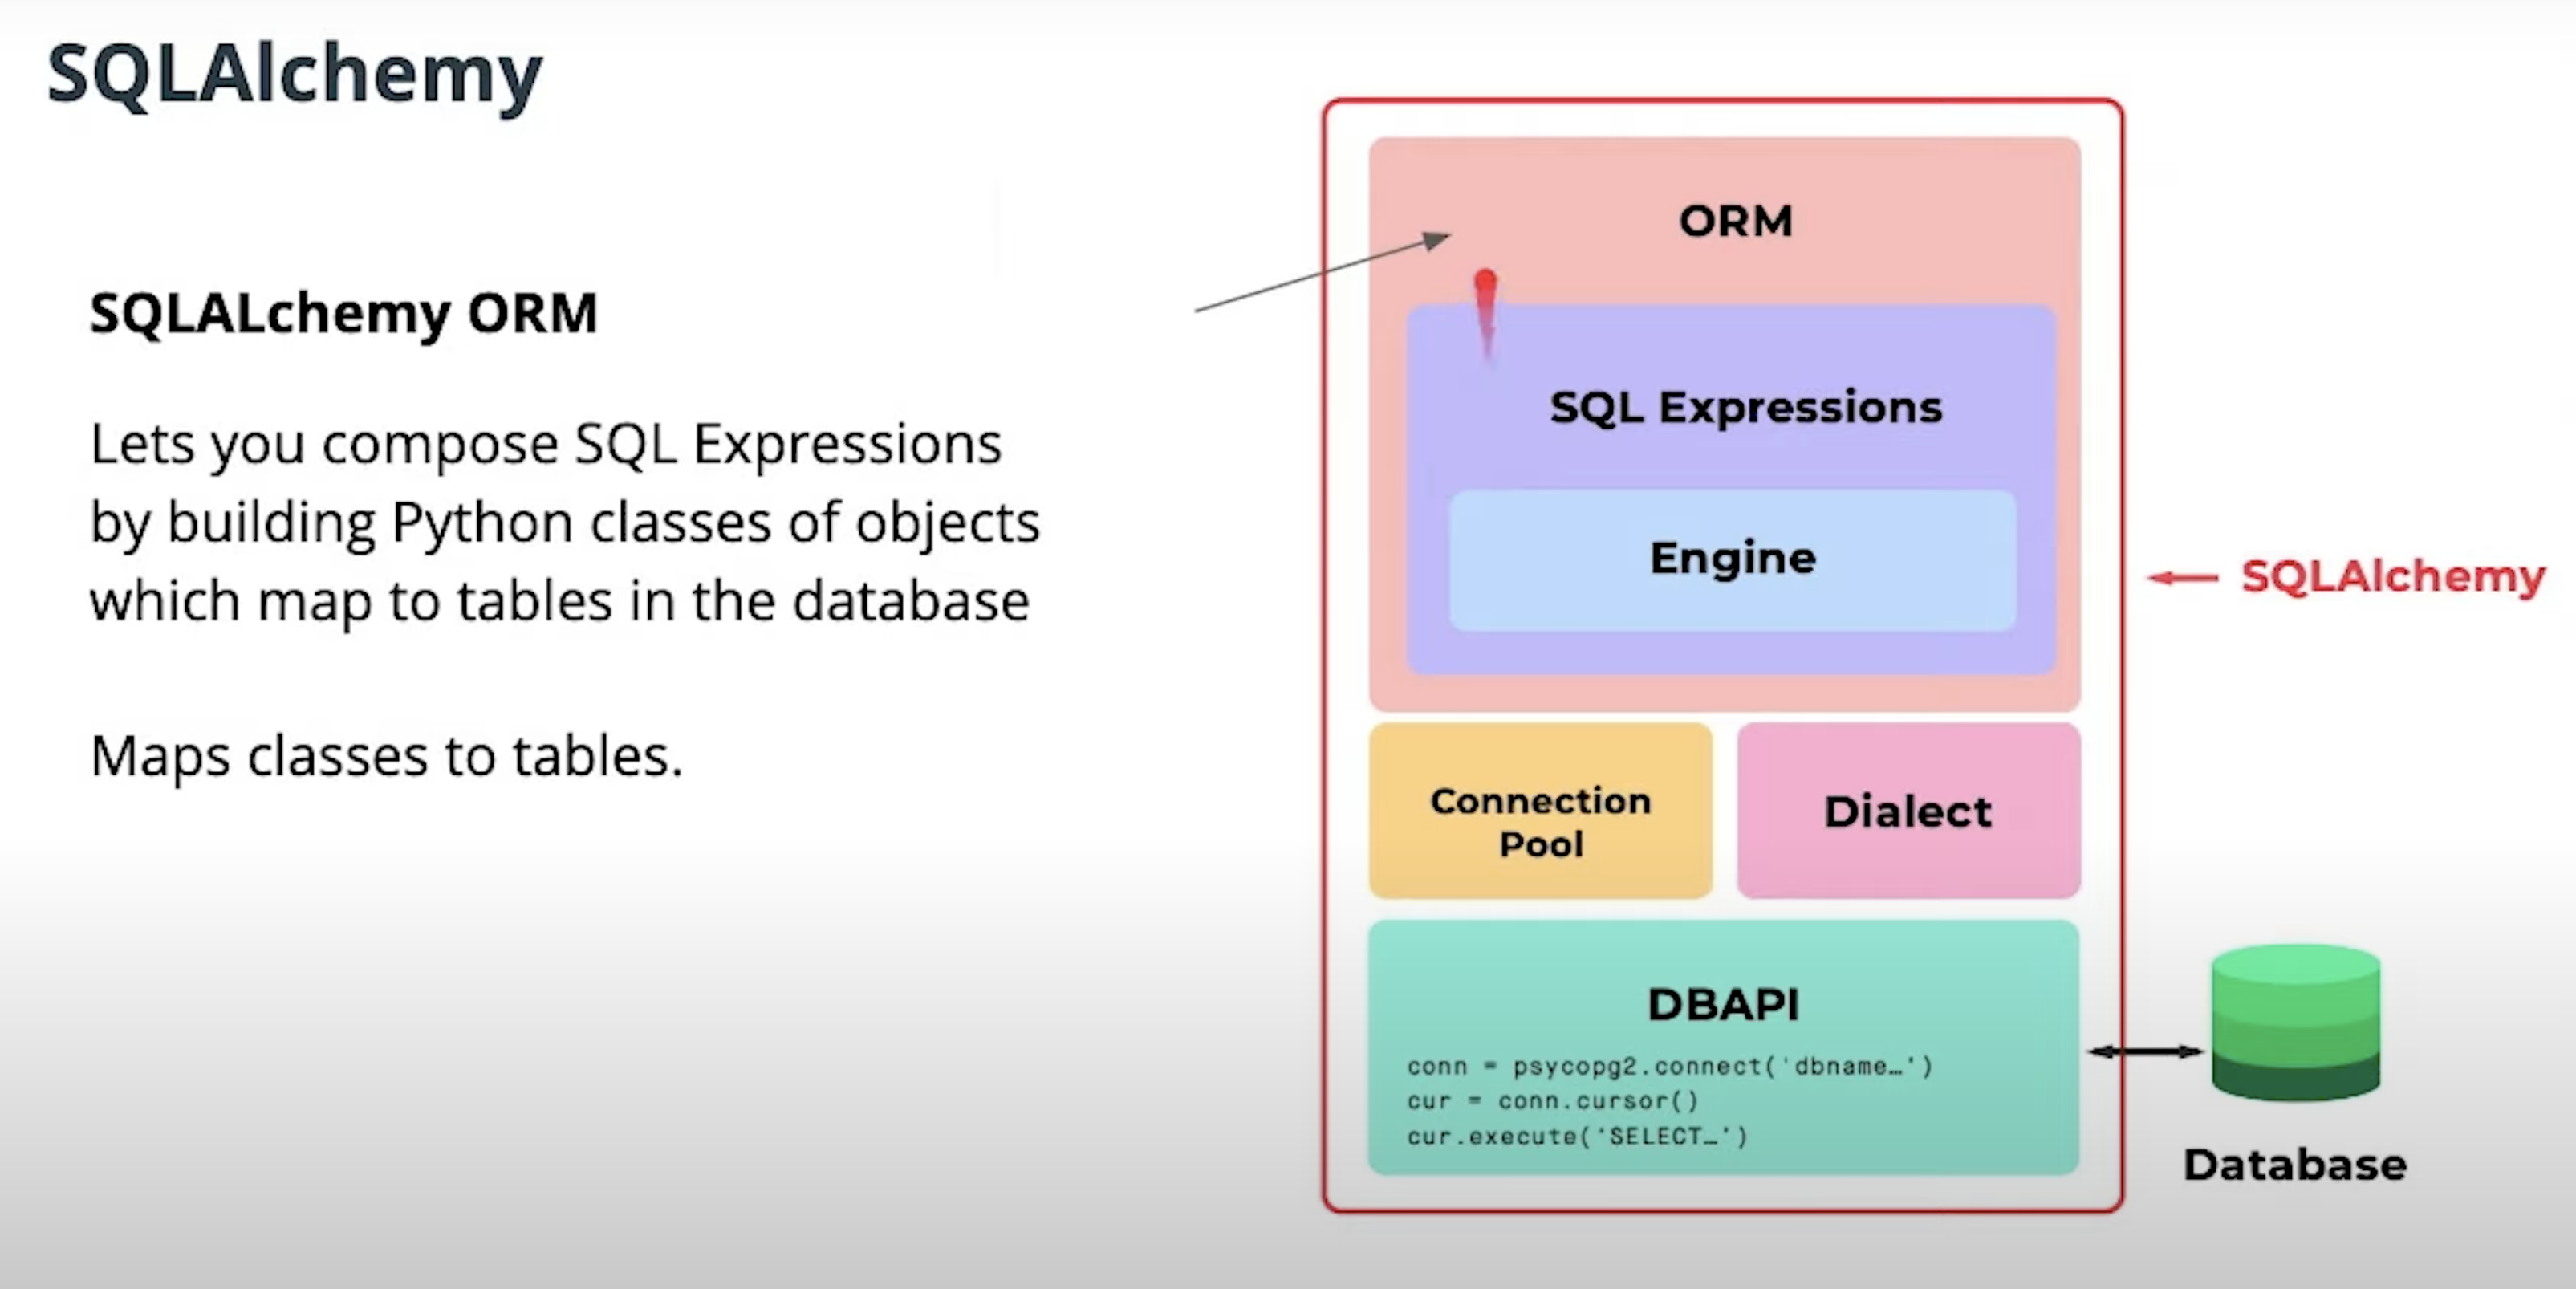 SQLAlchemy
SQLALchemy ORM
Lets you compose SQL Expressions
by building Python classes of objects
which map to tables in the database
Maps classes to tables.
ORM
SQL Expressions
Engine
SQLAlchemy
Connection
Pool
Dialect
DBAPI
conn = psycopg2.connect('dbname…')
cur = conn.cursor()
cur.execute('SELECT…')
Database